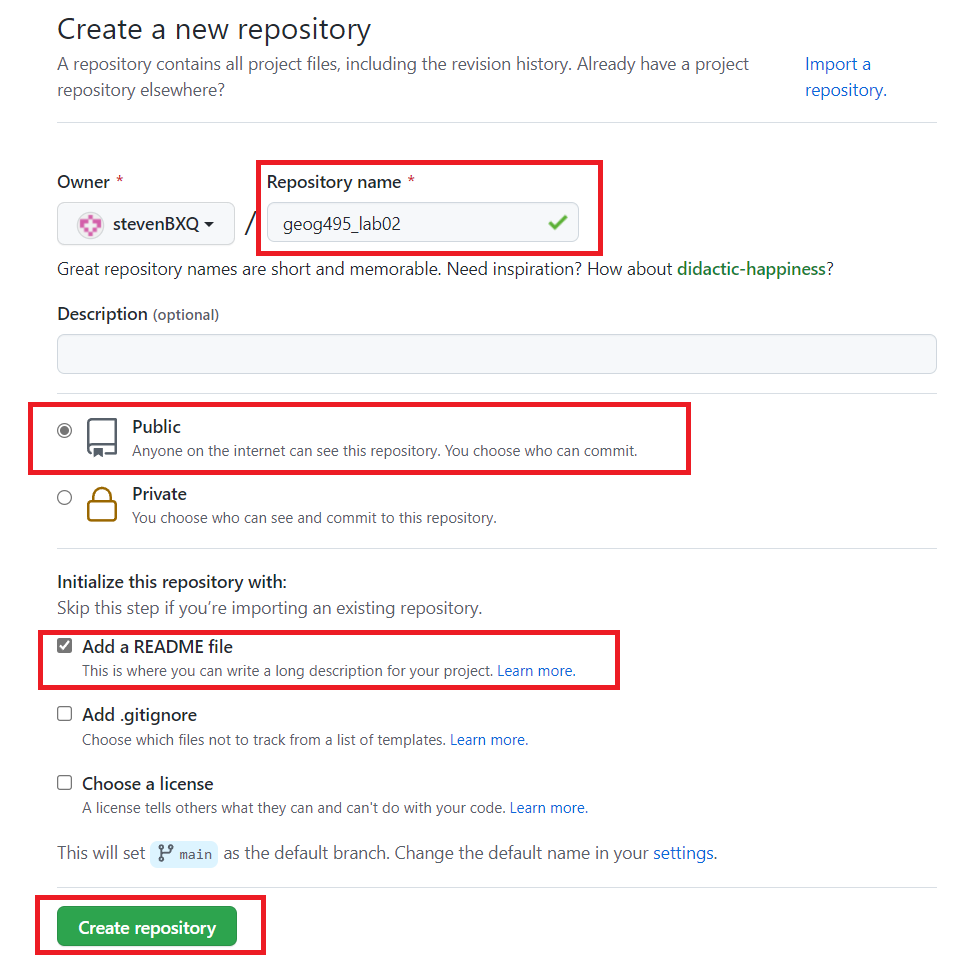 Create a new repository
A repository contains all project files, including the revision history. Already have a project
repository elsewhere?
Import a
repository.
Owner *
stevenBXQ
/
Repository name *
geog495_lab02
Great repository names are short and memorable. Need inspiration? How about didactic-happiness?
Description (optional)
Public
Anyone on the internet can see this repository. You choose who can commit.
Private
You choose who can see and commit to this repository.
Initialize this repository with:
Skip this step if you’re importing an existing repository.
Add a README file
This is where you can write a long description for your project. Learn more.
Add .gitignore
Choose which files not to track from a list of templates. Learn more.
Choose a license
A license tells others what they can and can't do with your code. Learn more.
This will set main as the default branch. Change the default name in your settings.
Create repository